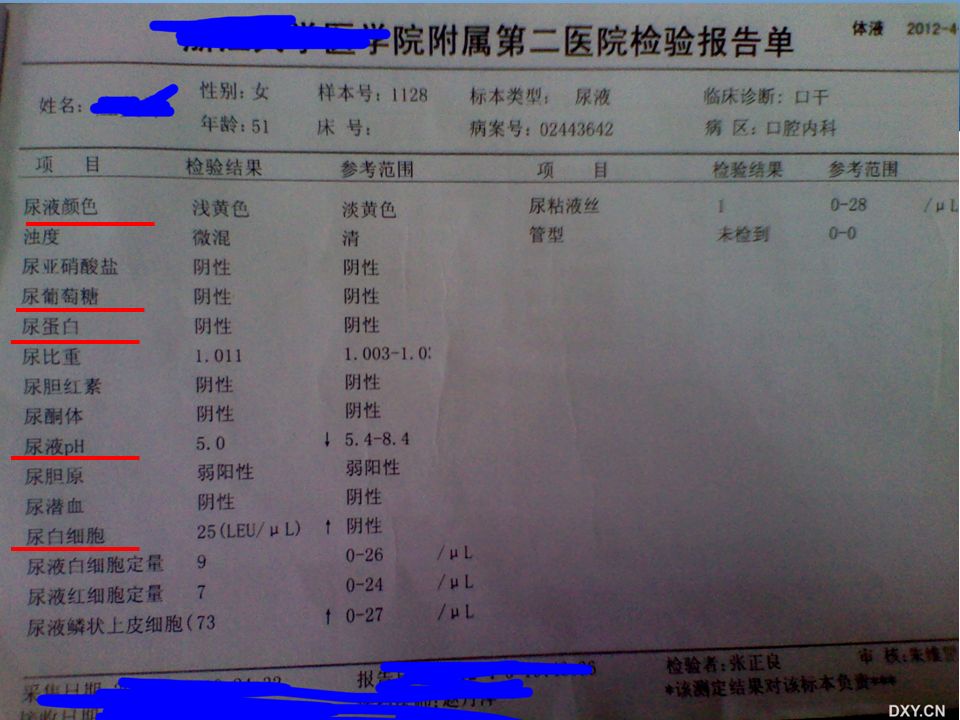 学院附属第二医院检验报告单
体液 2012-4
姓名: 性别: 女 样本号: 1128 标本类型: 尿液 临床诊断: 口干
年龄: 51 床 号: 病案号: 02443642 病 区: 口腔内科
项 目 检验结果 参考范围 项 目 检验结果 参考范围
尿液颜色 浅黄色 淡黄色 尿粘液丝 1 0-28 /μL
浊度 微混 清 管型 未检到 0-0
尿亚硝酸盐 阴性 阴性
尿葡萄糖 阴性 阴性
尿蛋白 阴性 阴性
尿比重 1.011 1.003-1.03
尿胆红素 阴性 阴性
尿酮体 阴性 阴性
尿液pH 5.0 ↓ 5.4-8.4
尿胆原 弱阳性 弱阳性
尿潜血 阴性 阴性
尿白细胞 25(LEU/μL) ↑ 阴性
尿液白细胞定量 9 0-26 /μL
尿液红细胞定量 7 0-24 /μL
尿液鳞状上皮细胞( 73 ↑ 0-27 /μL
采集日期 报告 检验者: 张正良 审 核: 朱维
接收日期 *该测定结果对该标本负责***
DXY.CN